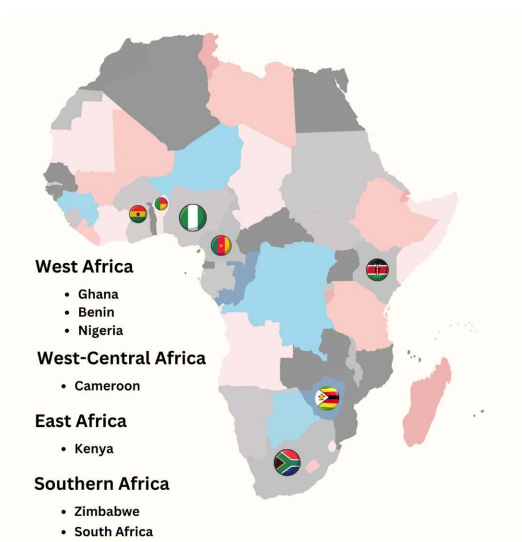 West Africa
Ghana
Benin
Nigeria
West-Central Africa
Cameroon
East Africa
Kenya
Southern Africa
Zimbabwe
South Africa